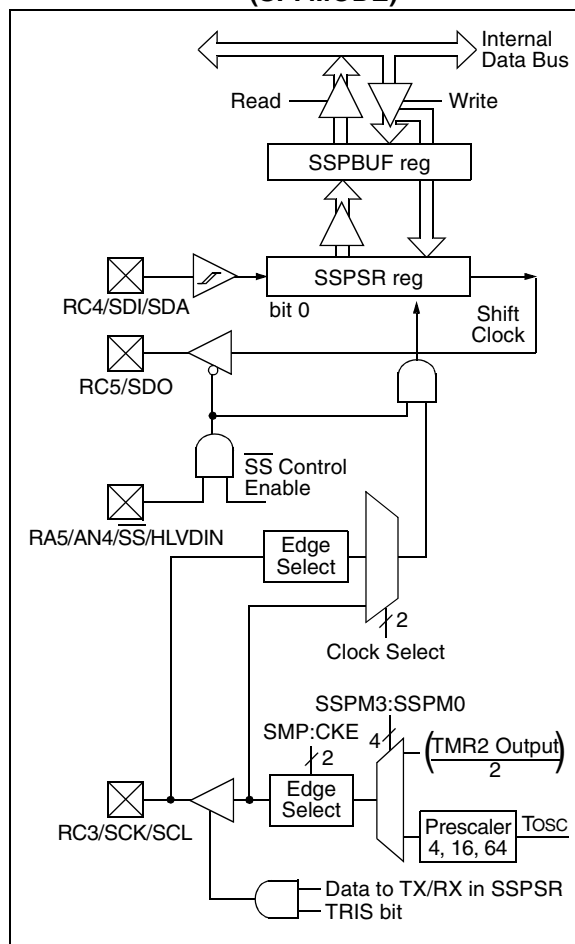 (SPI MODE)
Internal
Data Bus
Read
Write
SSPBUF reg
SSPSR reg
RC4/SDI/SDA
bit 0
Shift
Clock
RC5/SDO
SS Control
Enable
RA5/AN4/SS/HLVDIN
Edge
Select
2
Clock Select
SSPM3:SSPM0
SMP:CKE
4
(TMR2 Output)
2
2
Edge
Select
RC3/SCK/SCL
Prescaler
4, 16, 64
TOSC
Data to TX/RX in SSPSR
TRIS bit